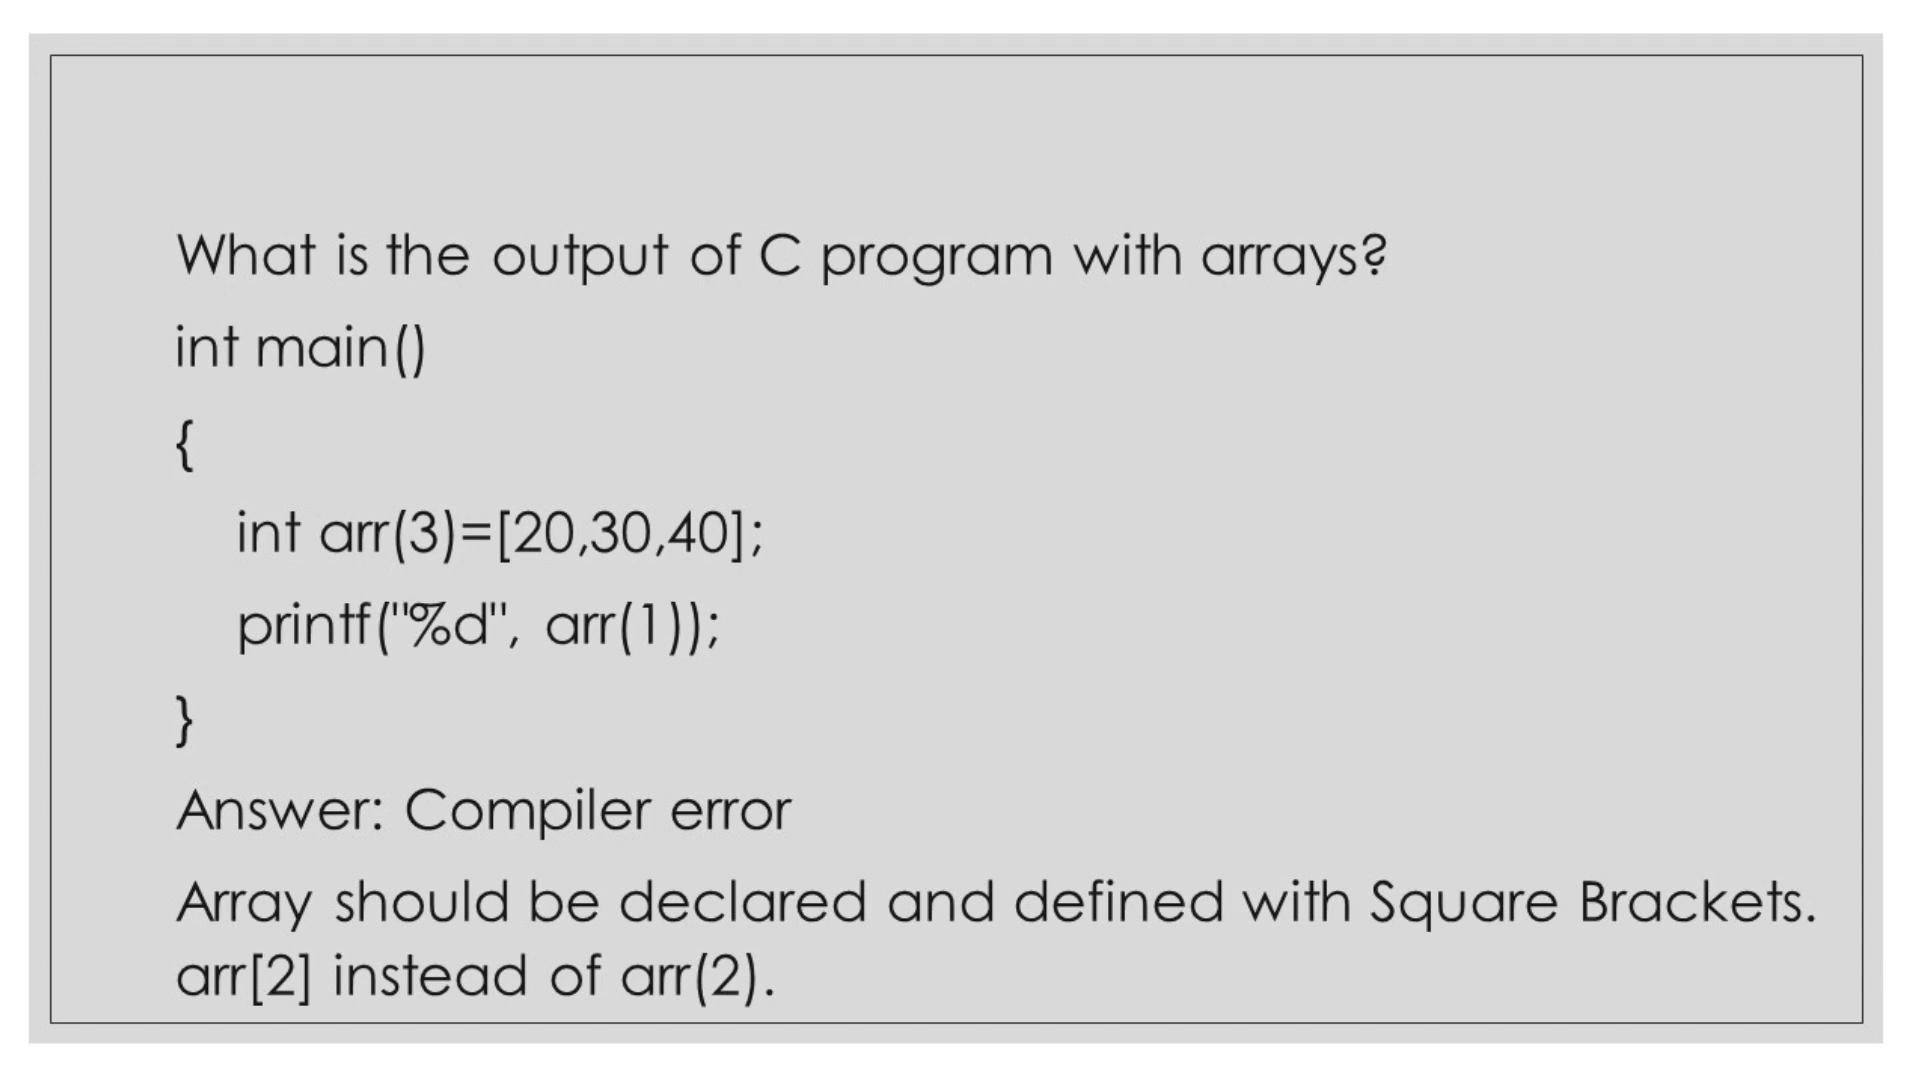 What is the output of C program with arrays?
int main()
{
int arr(3)=[20,30,40];
printf("%d", arr(1));
}
Answer: Compiler error
Array should be declared and defined with Square Brackets.
arr[2] instead of arr(2).